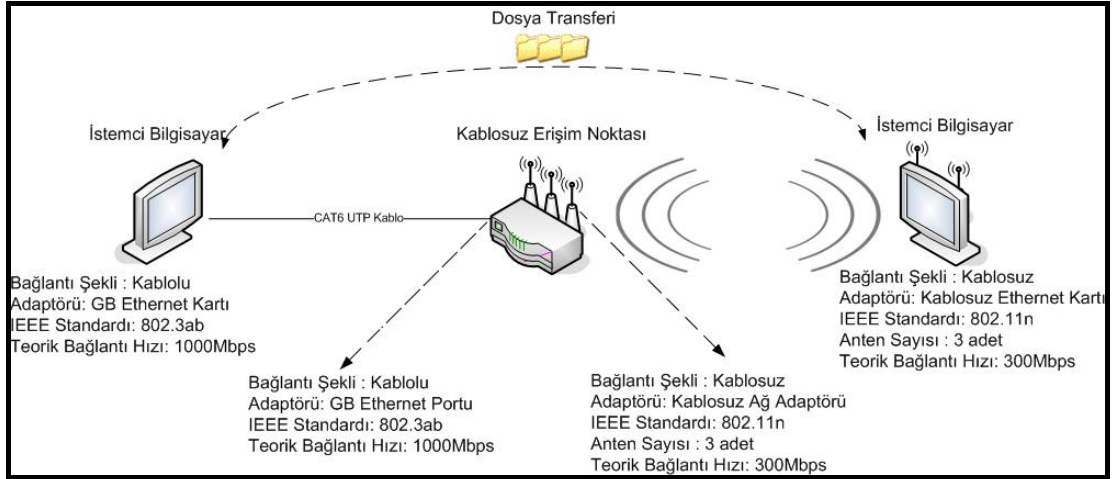 Dosya Transferi
İstemci Bilgisayar
Kablosuz Erişim Noktası
İstemci Bilgisayar
CAT6 UTP Kablo
Bağlantı Şekli : Kablolu
Adaptörü: GB Ethernet Kartı
IEEE Standardı: 802.3ab
Teorik Bağlantı Hızı: 1000Mbps
Bağlantı Şekli : Kablosuz
Adaptörü: Kablosuz Ethernet Kartı
IEEE Standardı: 802.11n
Anten Sayısı : 3 adet
Teorik Bağlantı Hızı: 300Mbps
Bağlantı Şekli : Kablolu
Adaptörü: GB Ethernet Portu
IEEE Standardı: 802.3ab
Teorik Bağlantı Hızı: 1000Mbps
Bağlantı Şekli : Kablosuz
Adaptörü: Kablosuz Ağ Adaptörü
IEEE Standardı: 802.11n
Anten Sayısı : 3 adet
Teorik Bağlantı Hızı: 300Mbps